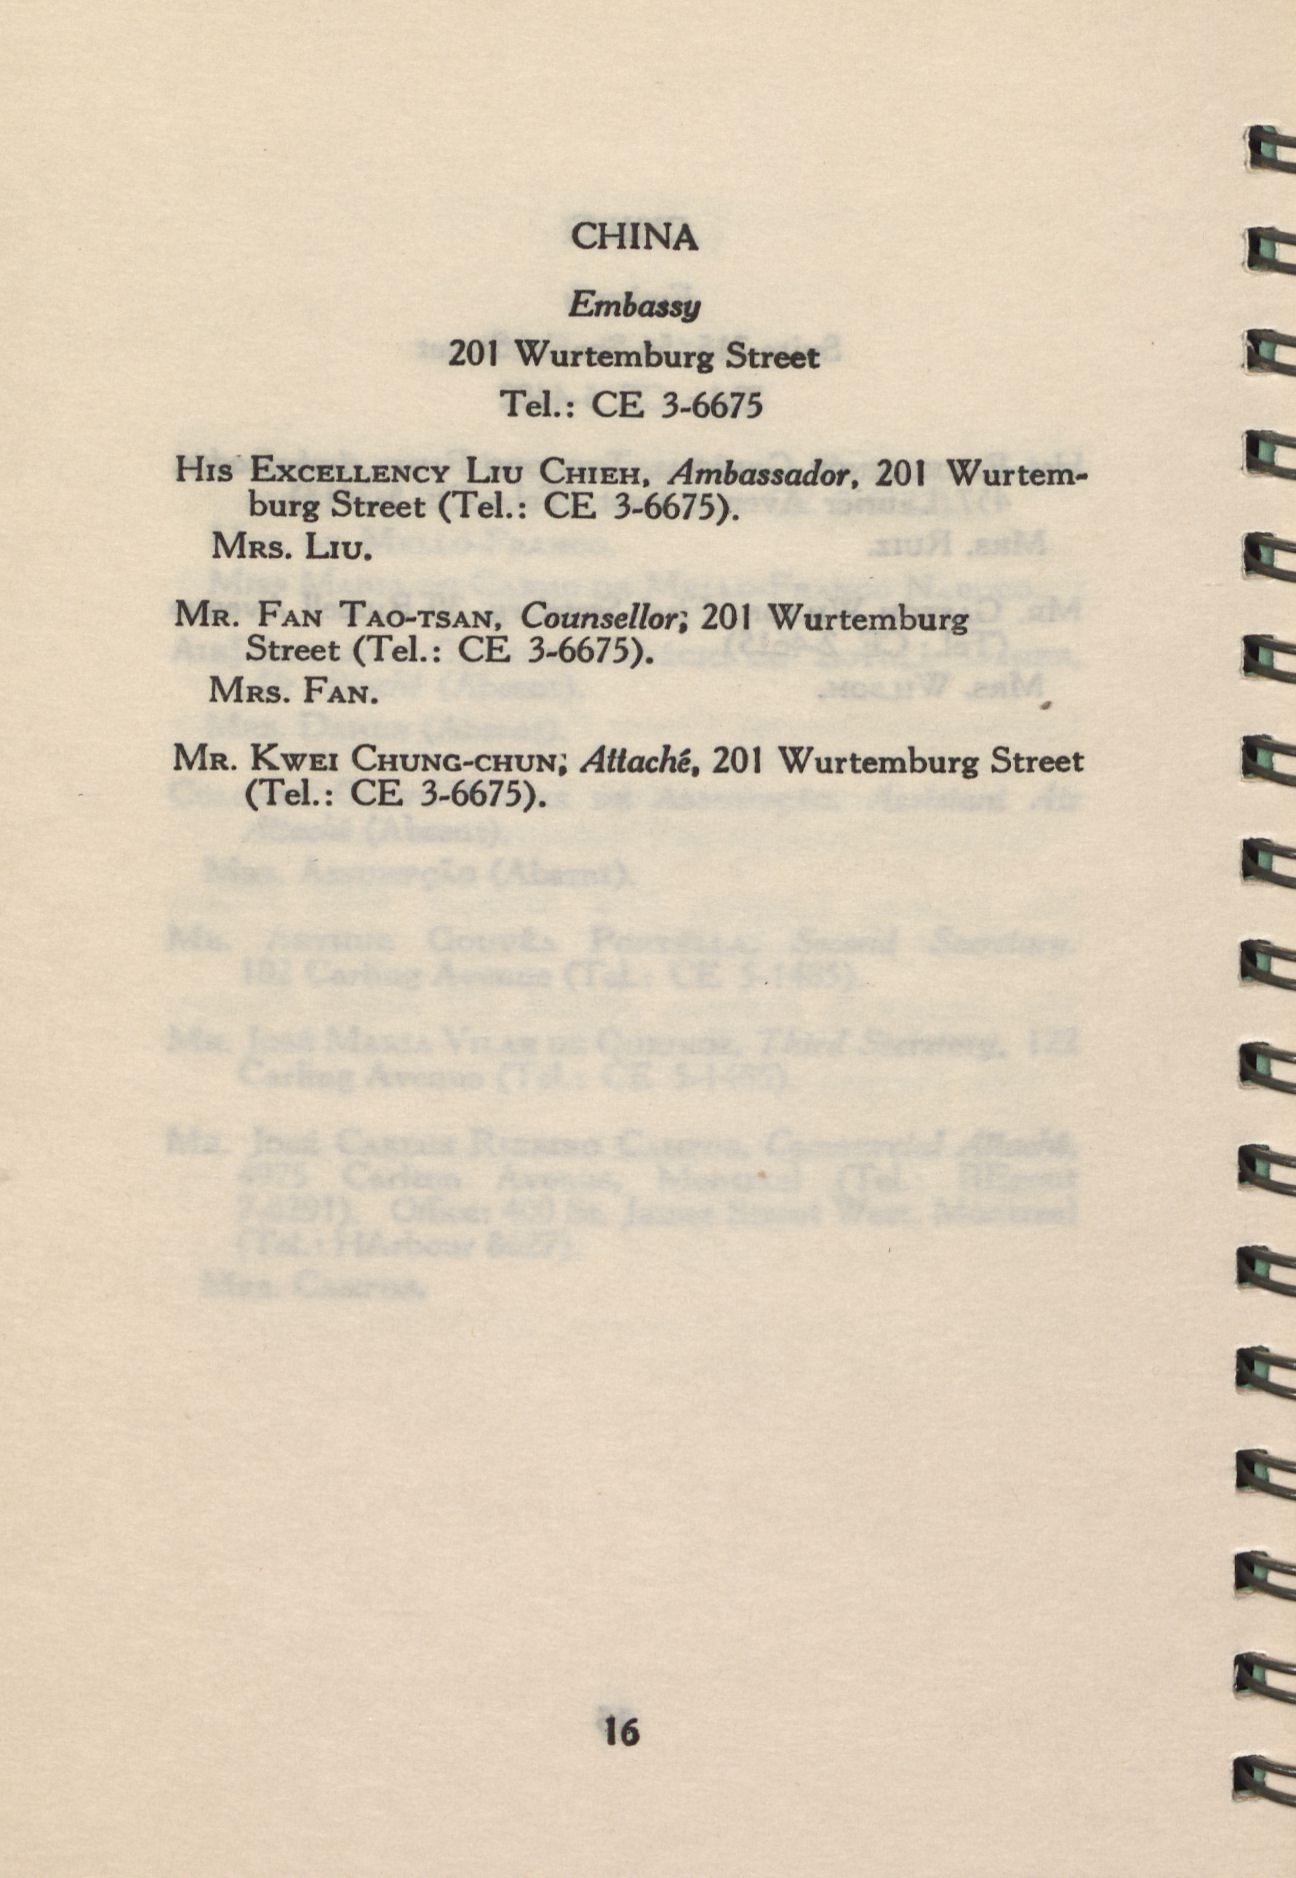 CHINA
Embassy
201 Wurtemburg Street
Tel.: CE 3-6675
His Excellency Liu Chieh, Ambassador, 201 Wurtem-
burg Street (Tel.: CE 3-6675).
Mrs. Liu.
Mr. Fan Tao-tsan, Counsellor; 201 Wurtemburg
Street (Tel.: CE 3-6675).
Mrs. Fan.
Mr. Kwei Chung-chun; Attaché, 201 Wurtemburg Street
(Tel.: CE 3-6675).
16